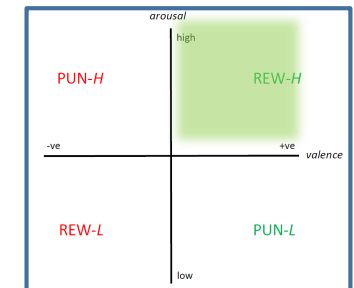 arousal
high
PUN-H
REW-H
-ve
+ve
valence
REW-L
PUN-L
low